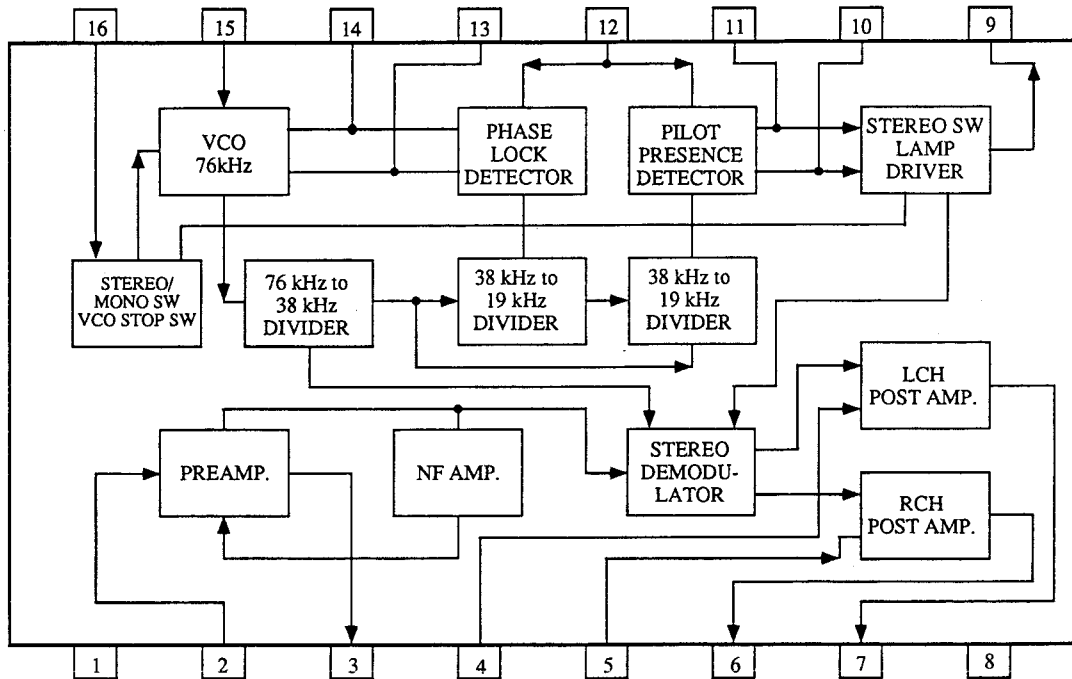 16 15 14 13 12 11 10 9
VCO
76kHz
PHASE
LOCK
DETECTOR
PILOT
PRESENCE
DETECTOR
STEREO SW
LAMP
DRIVER
STEREO/
MONO SW
VCO STOP SW
76 kHz to
38 kHz
DIVIDER
38 kHz to
19 kHz
DIVIDER
38 kHz to
19 kHz
DIVIDER
LCH
POST AMP.
PREAMP.
NF AMP.
STEREO
DEMODU-
LATOR
RCH
POST AMP.
1 2 3 4 5 6 7 8